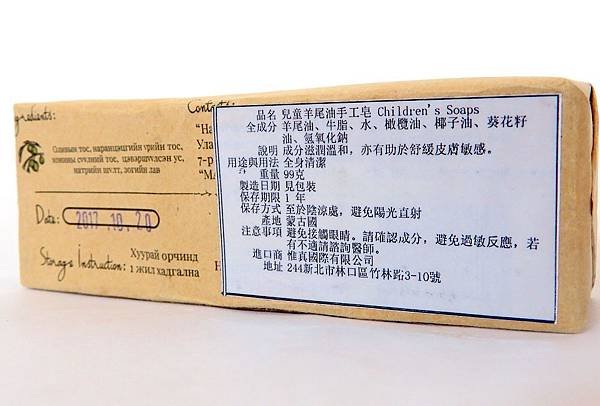 Оливын тос, наранцэцгийн үрийн тос,
хонины сүүлний тос, цэвэршүүлсэн ус,
натрийн шүлт, зөгийн лав
Date: 2017.10.20
Storage Instruction: Хуурай орчинд
1 жил хадгална
品名 兒童羊尾油手工皂 Children's Soaps
全成分 羊尾油、牛脂、水、橄欖油、椰子油、葵花籽
油、氫氧化鈉
說明 成分滋潤溫和，亦有助於舒緩皮膚敏感。
用途與用法 全身清潔
重量 99克
製造日期 見包裝
保存期限 1 年
保存方式 至於陰涼處，避免陽光直射
產地 蒙古國
注意事項 避免接觸眼睛。請確認成分，避免過敏反應，若
有不適請諮詢醫師。
進口商 惟真國際有限公司
地址 244新北市林口區竹林路3-10號